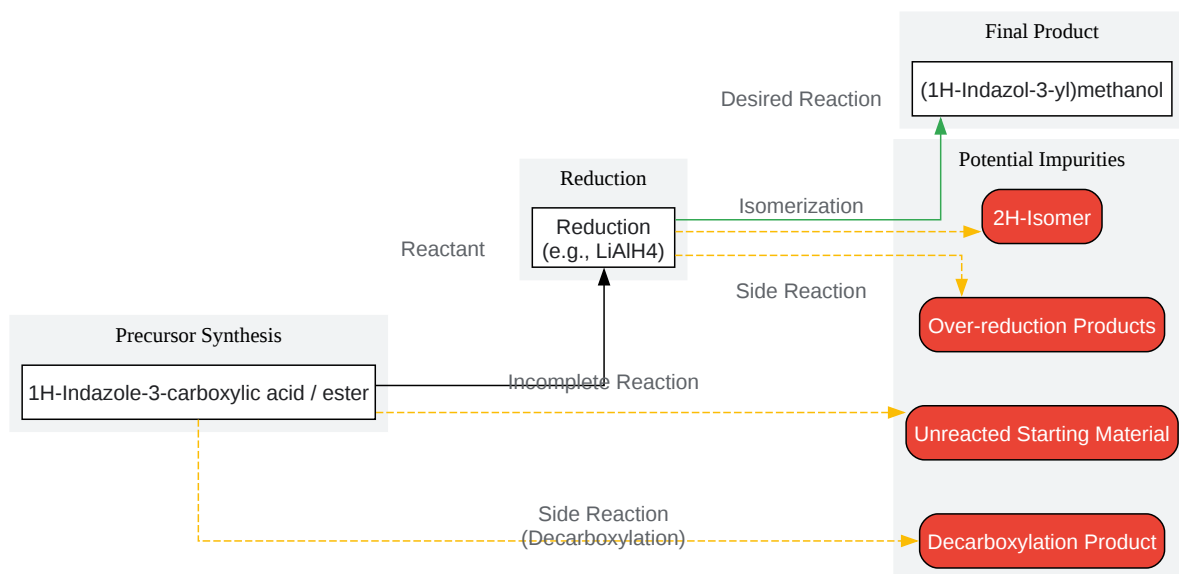 Final Product
(1H-Indazol-3-yl)methanol
Desired Reaction
Potential Impurities
Reduction
Isomerization
2H-Isomer
Reduction
(e.g., LiAlH4)
Reactant
Side Reaction
Over-reduction Products
Precursor Synthesis
1H-Indazole-3-carboxylic acid / ester
Incomplete Reaction
Unreacted Starting Material
Side Reaction
(Decarboxylation)
Decarboxylation Product